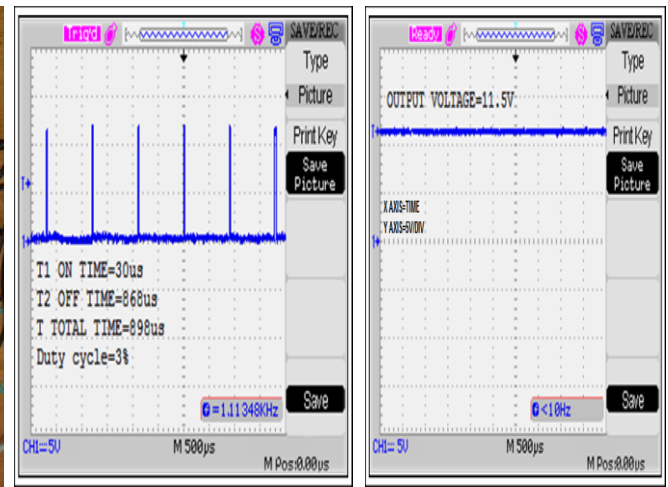 Trig'd
SAVE/REC
Type
Picture
Print Key
Save
Picture
T1 ON TIME=30us
T2 OFF TIME=868us
T TOTAL TIME=898us
Duty cycle=3%
=1.11348KHz
Save
CH1 5V
M 500µs
M Pos:0.00µs
Ready
SAVE/REC
Type
OUTPUT VOLTAGE=11.5V
Picture
Print Key
Save
Picture
X AXIS=TIME
Y AXIS=5V/DIV
<10Hz
Save
CH1 5V
M 500µs
M Pos:0.00µs